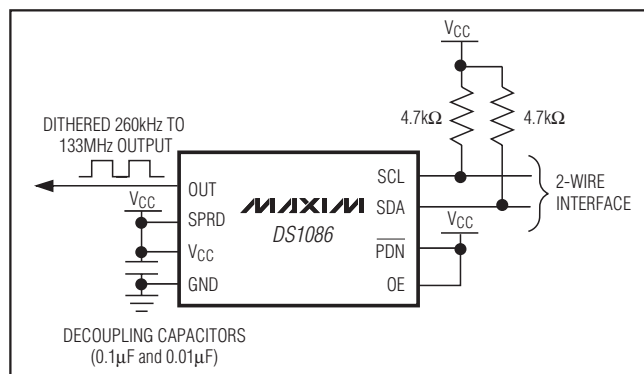 DITHERED 260kHz TO
133MHz OUTPUT
VCC
4.7kΩ
4.7kΩ
OUT
VCC
SPRD
VCC
GND
MAXIM
DS1086
SCL
SDA
PDN
OE
VCC
2-WIRE
INTERFACE
DECOUPLING CAPACITORS
(0.1µF and 0.01µF)